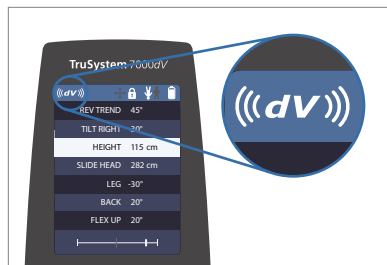 TruSystem 7000dV
((( dV )))
REV TREND 45°
TILT RIGHT 30°
HEIGHT 115 cm
SLIDE HEAD 282 cm
LEG -30°
BACK 20°
FLEX UP 20°
((( dV )))